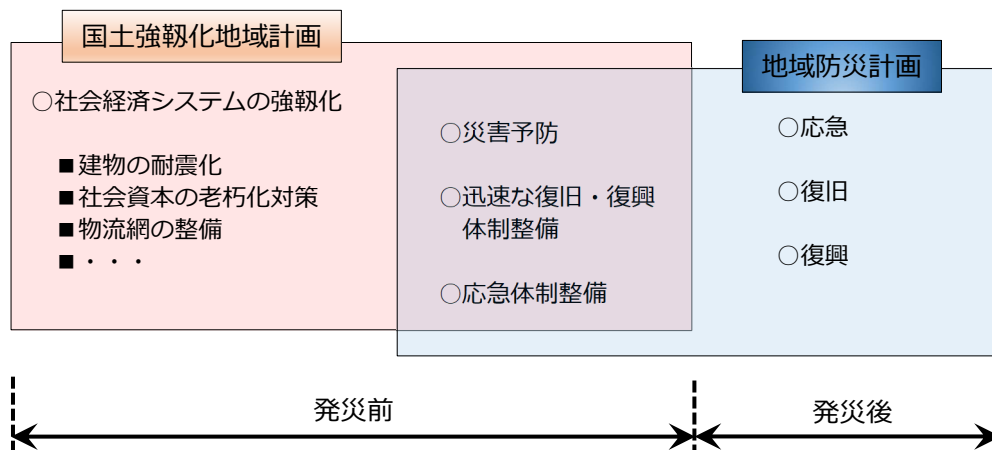 国土強靱化地域計画
○社会経済システムの強靱化
■建物の耐震化
■社会資本の老朽化対策
■物流網の整備
■・・・
○災害予防
○迅速な復旧・復興
体制整備
○応急体制整備
地域防災計画
○応急
○復旧
○復興
発災前
発災後